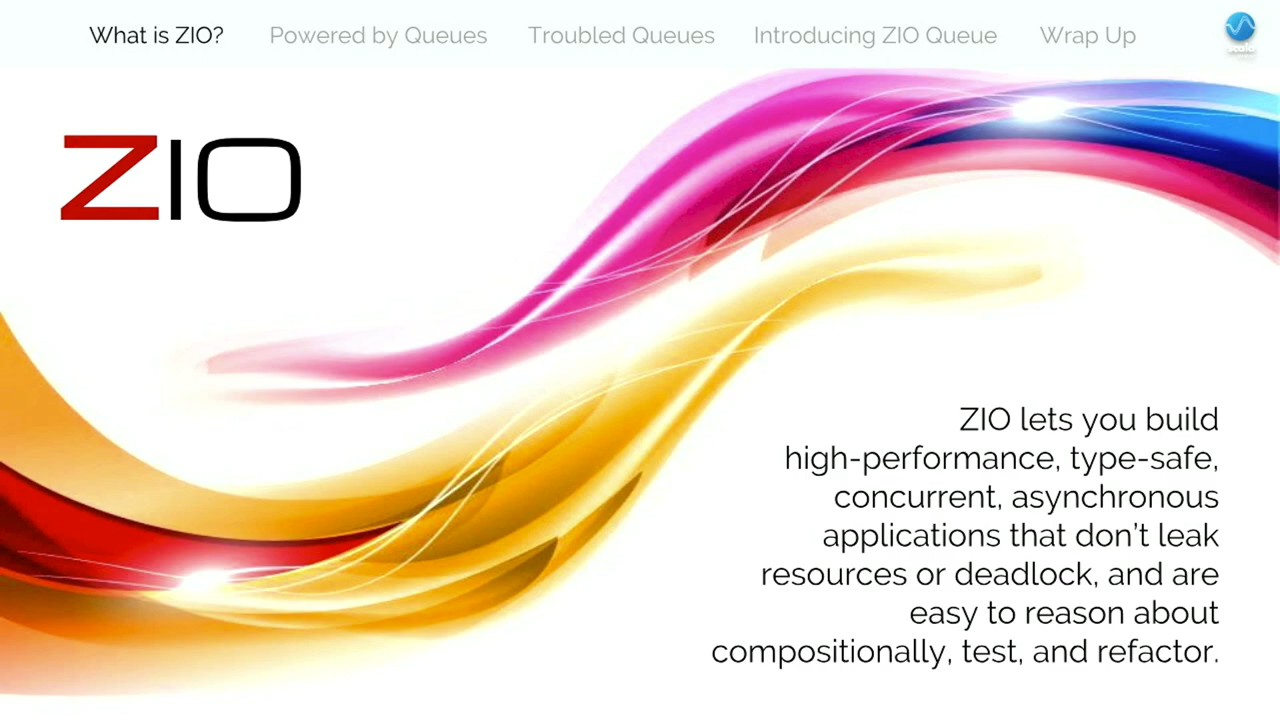 What is ZIO? Powered by Queues Troubled Queues Introducing ZIO Queue Wrap Up
scala
ZIO
ZIO lets you build
high-performance, type-safe,
concurrent, asynchronous
applications that don’t leak
resources or deadlock, and are
easy to reason about
compositionally, test, and refactor.